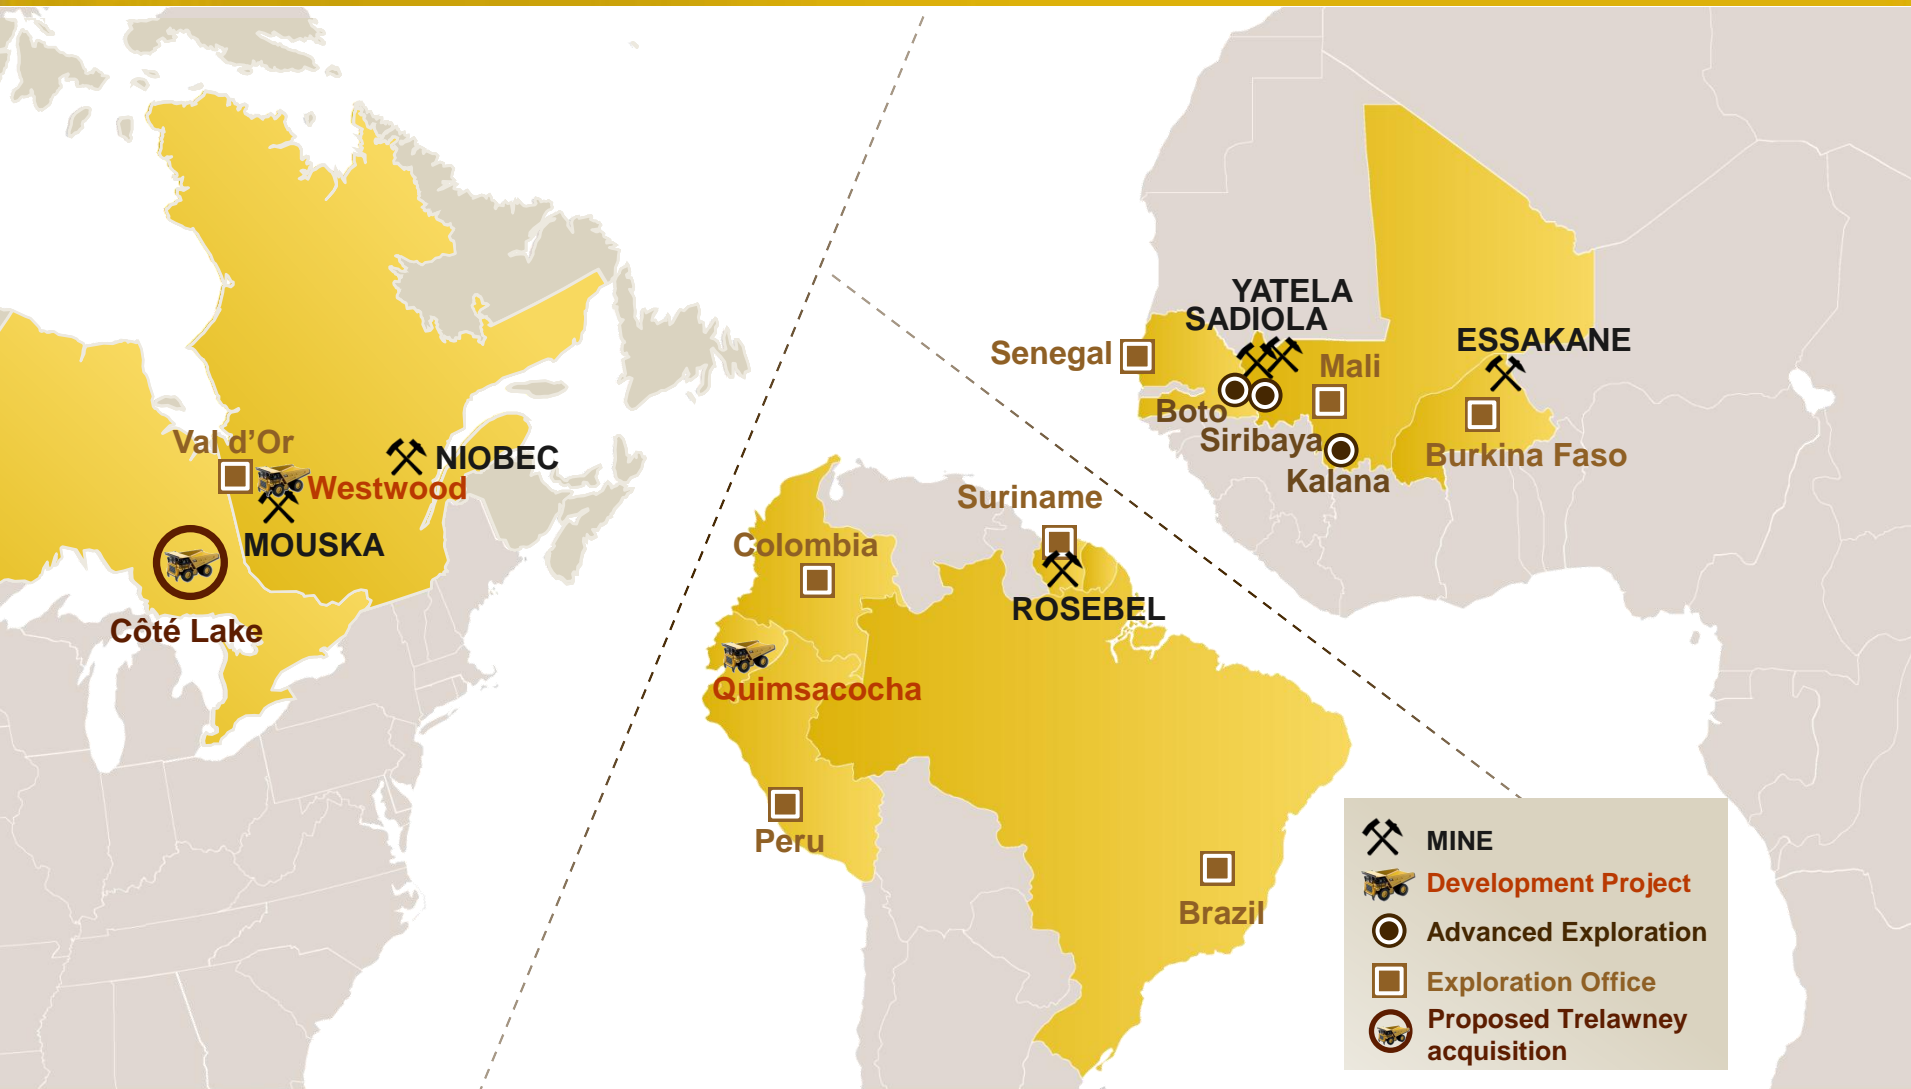 Val d’Or
NIOBEC
Westwood
MOUSKA
Côté Lake
YATELA
SADIOLA
Senegal
Mali
ESSAKANE
Boto
Siribaya
Kalana
Burkina Faso
Suriname
Colombia
ROSEBEL
Quimsacocha
Peru
Brazil
MINE
Development Project
Advanced Exploration
Exploration Office
Proposed Trelawney
acquisition